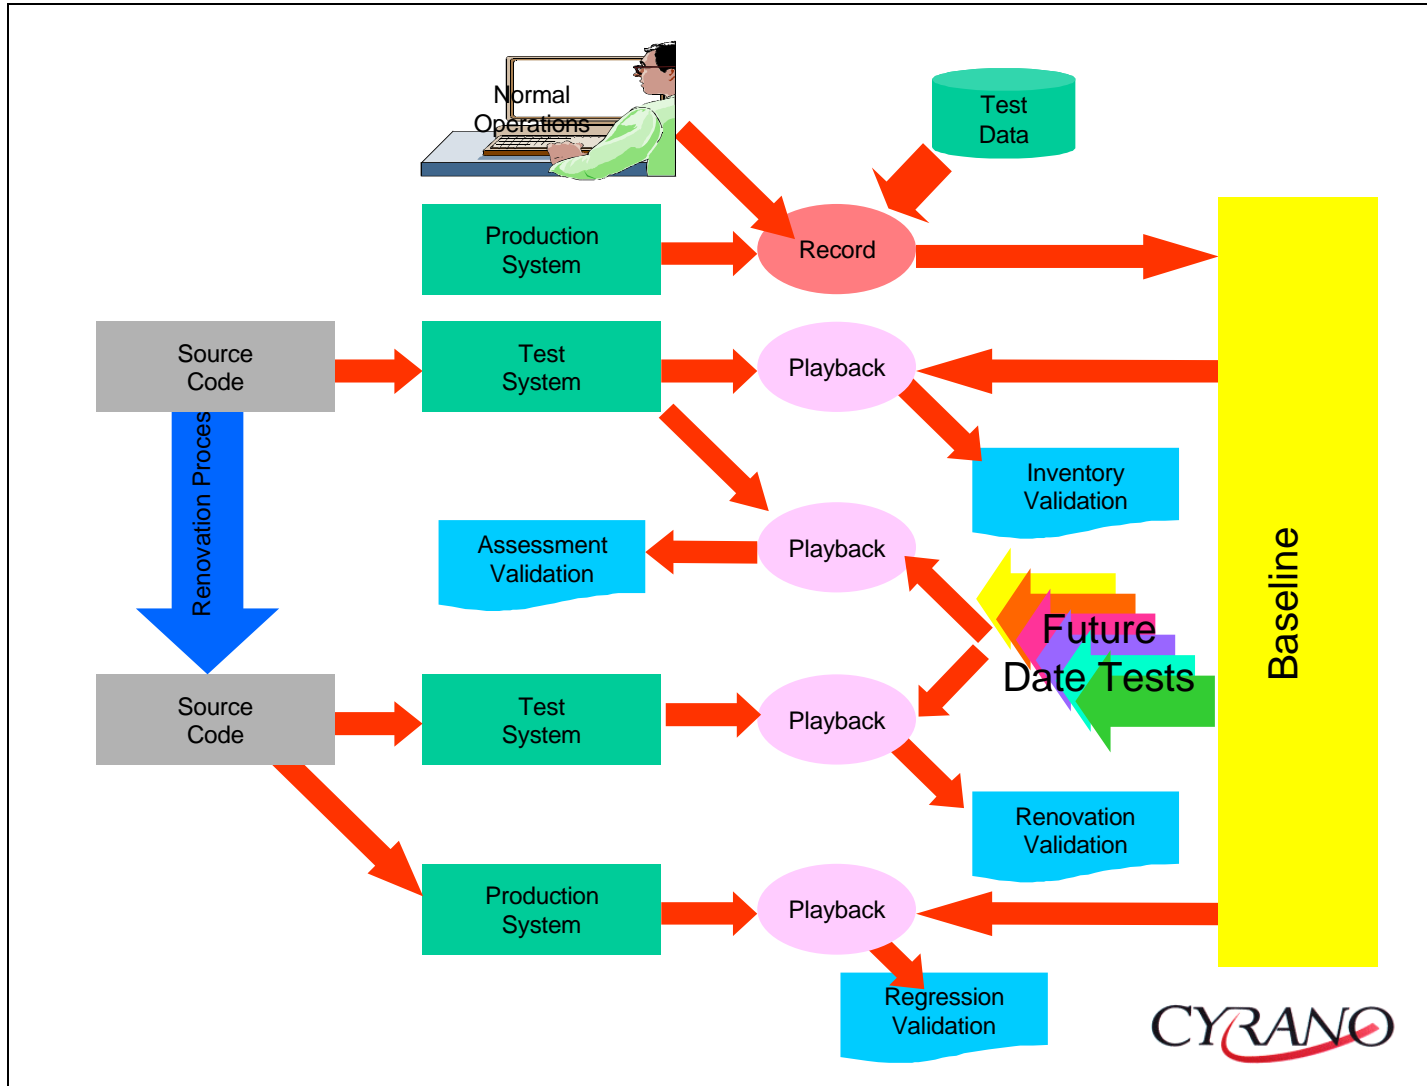 Normal
Operations
Test
Data
Production
System
Record
Source
Code
Test
System
Playback
Renovation Proces
Inventory
Validation
Assessment
Validation
Playback
Future
Date Tests
Baseline
Source
Code
Test
System
Playback
Renovation
Validation
Production
System
Playback
Regression
Validation
CYRANO